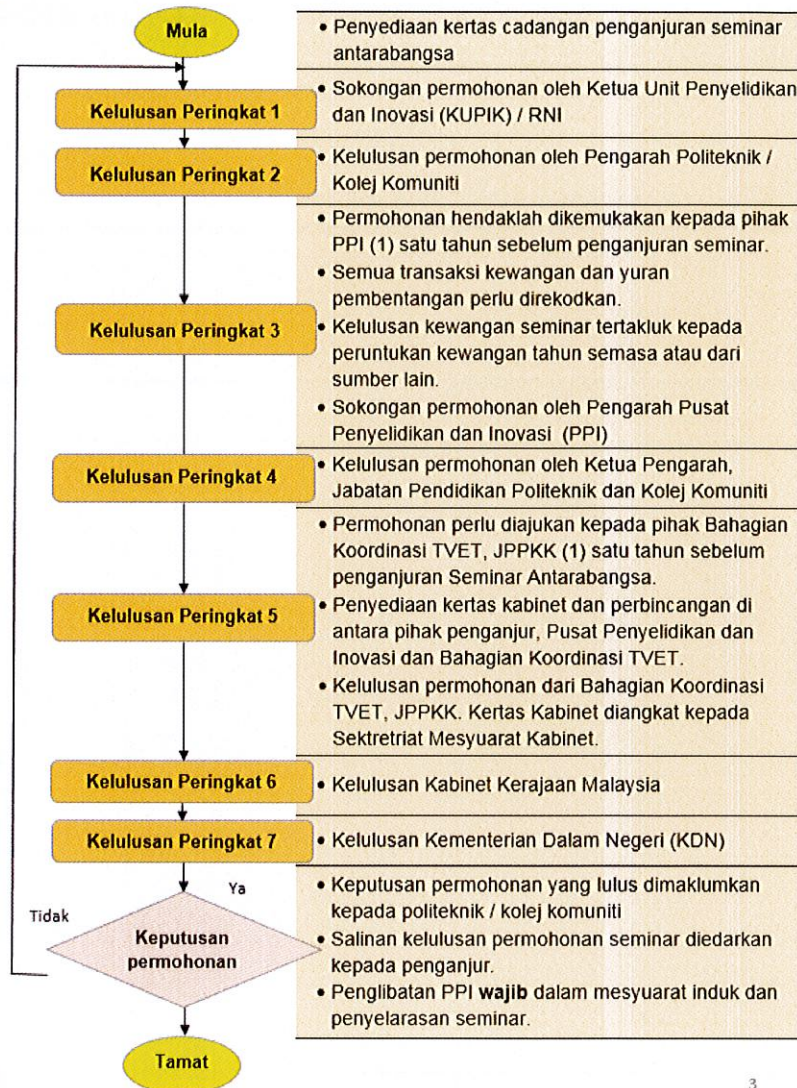 Mula
• Penyediaan kertas cadangan penganjuran seminar
antarabangsa
Kelulusan Peringkat 1
• Sokongan permohonan oleh Ketua Unit Penyelidikan
dan Inovasi (KUPIK) / RNI
Kelulusan Peringkat 2
• Kelulusan permohonan oleh Pengarah Politeknik /
Kolej Komuniti
Kelulusan Peringkat 3
• Permohonan hendaklah dikemukakan kepada pihak
PPI (1) satu tahun sebelum penganjuran seminar.
• Semua transaksi kewangan dan yuran
pembentangan perlu direkodkan.
• Kelulusan kewangan seminar tertakluk kepada
peruntukan kewangan tahun semasa atau dari
sumber lain.
• Sokongan permohonan oleh Pengarah Pusat
Penyelidikan dan Inovasi (PPI)
Kelulusan Peringkat 4
• Kelulusan permohonan oleh Ketua Pengarah,
Jabatan Pendidikan Politeknik dan Kolej Komuniti
Kelulusan Peringkat 5
• Permohonan perlu diajukan kepada pihak Bahagian
Koordinasi TVET, JPPKK (1) satu tahun sebelum
penganjuran Seminar Antarabangsa.
• Penyediaan kertas kabinet dan perbincangan di
antara pihak penganjur, Pusat Penyelidikan dan
Inovasi dan Bahagian Koordinasi TVET.
• Kelulusan permohonan dari Bahagian Koordinasi
TVET, JPPKK. Kertas Kabinet diangkat kepada
Sektretriat Mesyuarat Kabinet.
Kelulusan Peringkat 6
• Kelulusan Kabinet Kerajaan Malaysia
Kelulusan Peringkat 7
• Kelulusan Kementerian Dalam Negeri (KDN)
Ya
Tidak
Keputusan
permohonan
• Keputusan permohonan yang lulus dimaklumkan
kepada politeknik / kolej komuniti
• Salinan kelulusan permohonan seminar diedarkan
kepada penganjur.
• Penglibatan PPI wajib dalam mesyuarat induk dan
penyelarasan seminar.
Tamat
3